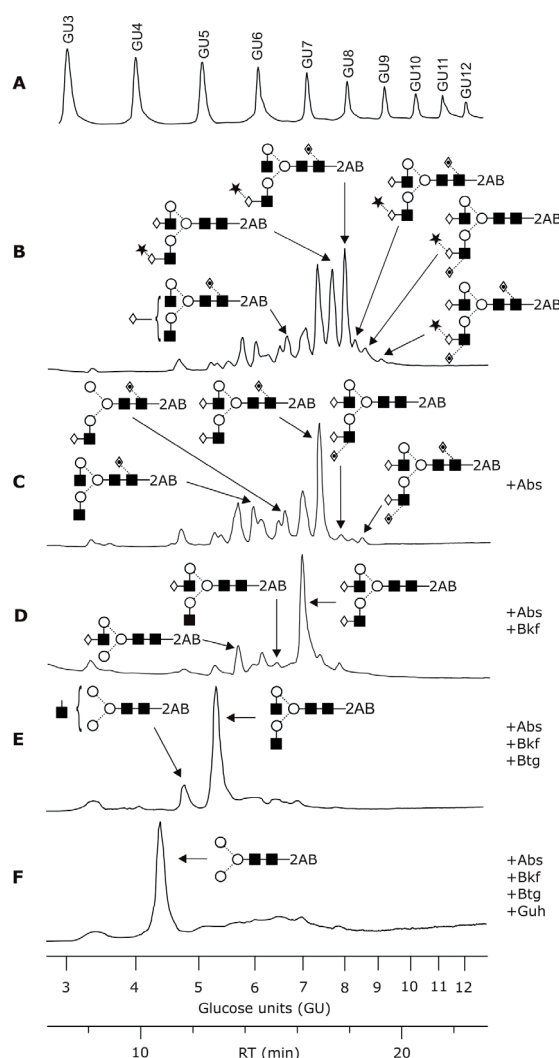 GU3
GU4
GU5
GU6
GU7
GU8
GU9
GU10
GU11
GU12
A
2AB
2AB
2AB
2AB
B
2AB
2AB
2AB
2AB
2AB
2AB
2AB
C
+Abs
2AB
2AB
D
2AB
+Abs
+Bkf
2AB
2AB
E
+Abs
+Bkf
+Btg
F
2AB
+Abs
+Bkf
+Btg
+Guh
3 4 5 6 7 8 9 10 11 12
Glucose units (GU)
10 20
RT (min)